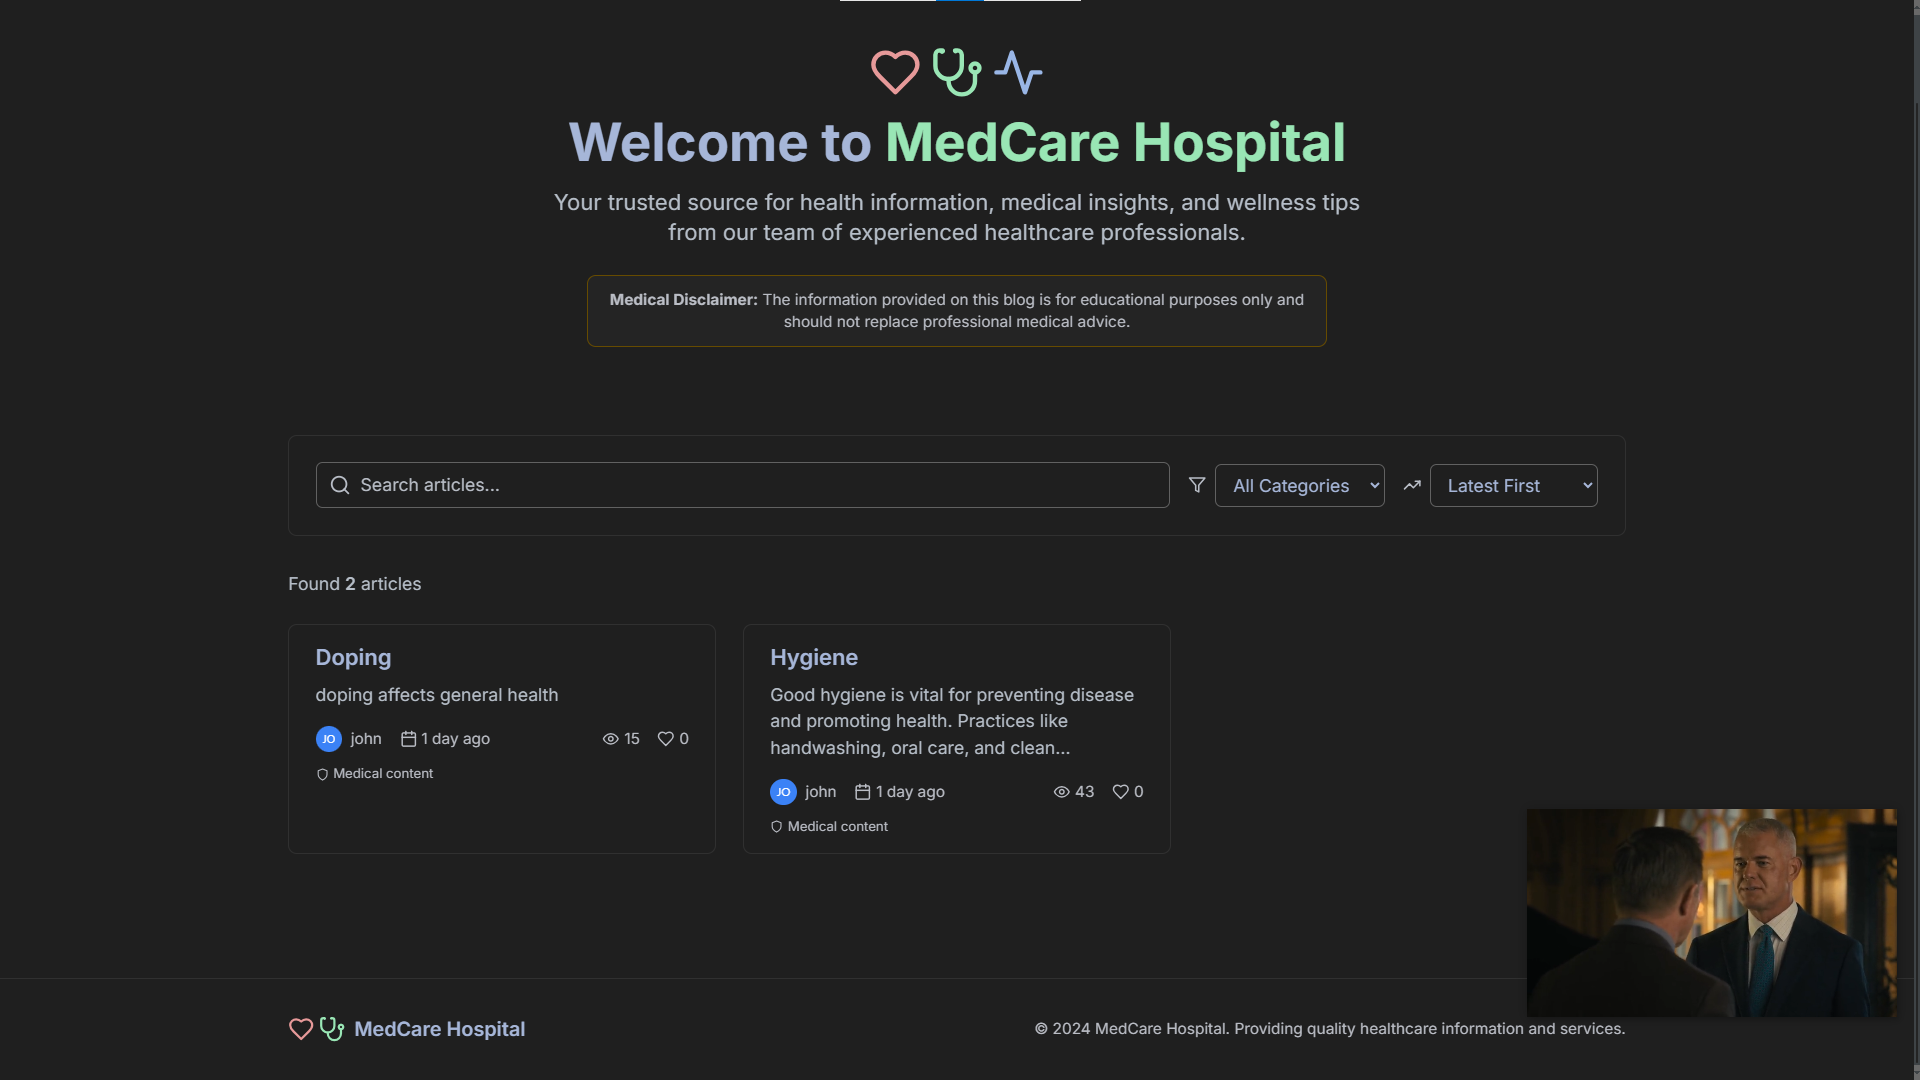 Welcome to MedCare Hospital
Your trusted source for health information, medical insights, and wellness tips
from our team of experienced healthcare professionals.
Medical Disclaimer: The information provided on this blog is for educational purposes only and
should not replace professional medical advice.
Search articles...
All Categories
Latest First
Found 2 articles
Doping
doping affects general health
JO john 1 day ago 15 0
Medical content
Hygiene
Good hygiene is vital for preventing disease
and promoting health. Practices like
handwashing, oral care, and clean...
JO john 1 day ago 43 0
Medical content
MedCare Hospital
© 2024 MedCare Hospital. Providing quality healthcare information and services.